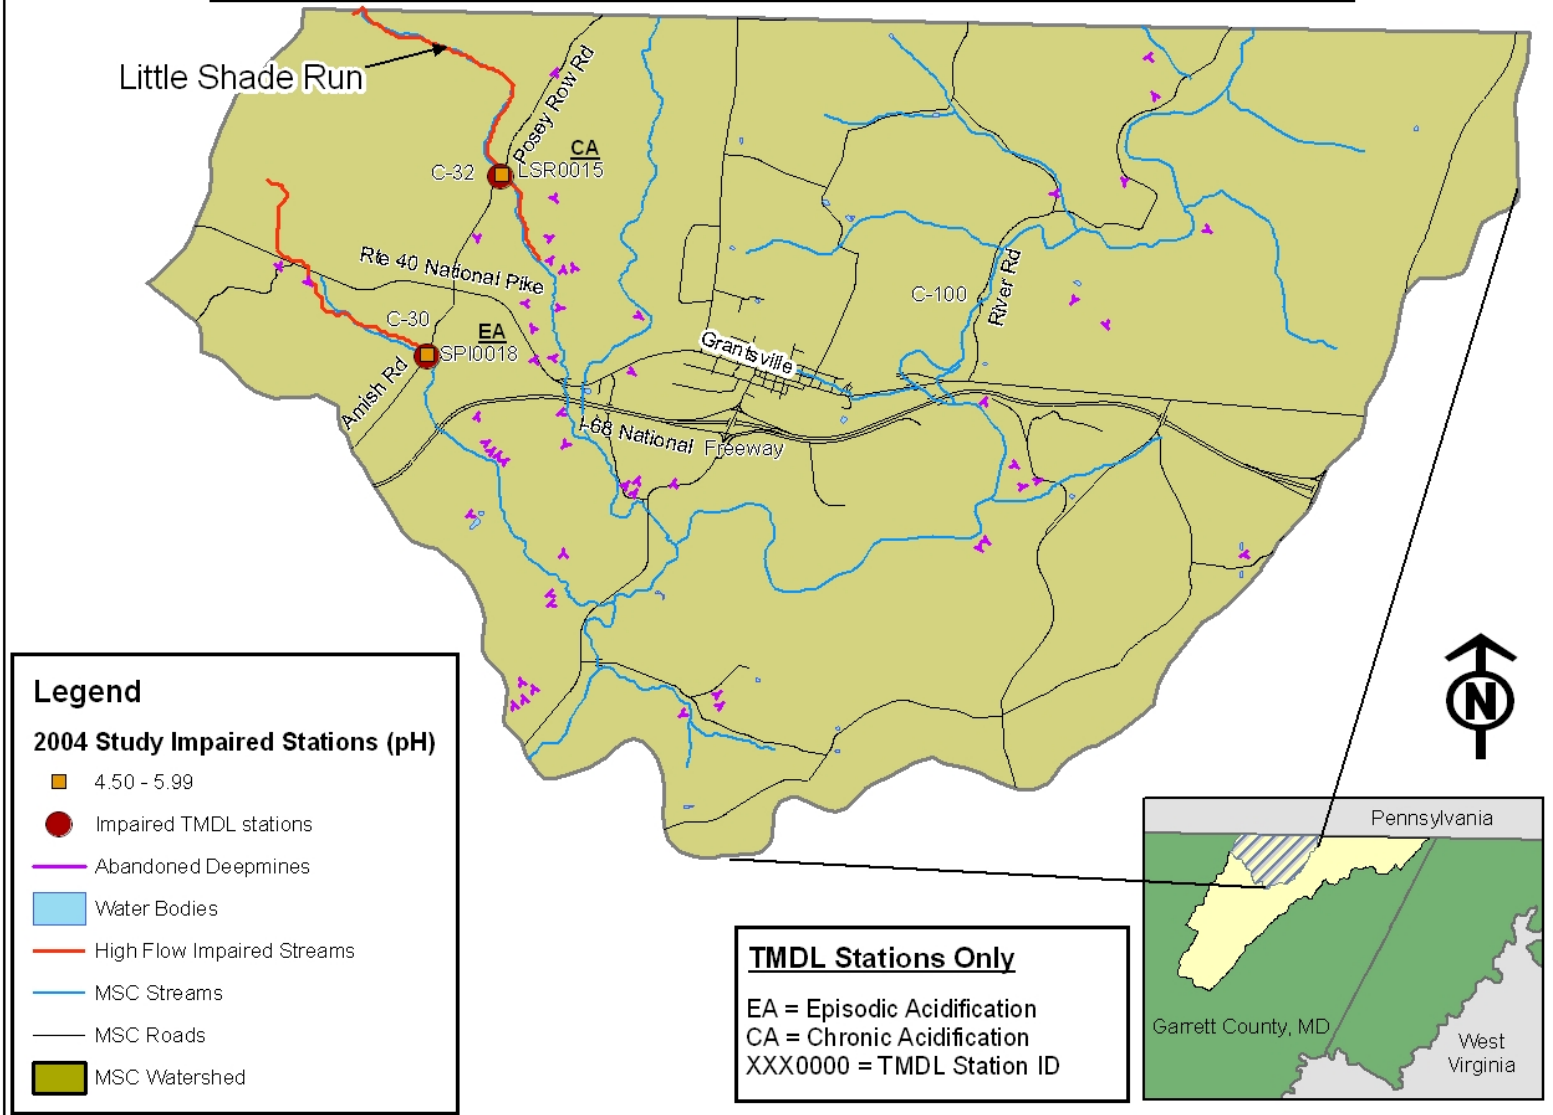 Little Shade Run
Posey Row Rd
CA
C-32
LSR0015
Rte 40 National Pike
C-100
River Rd
C-30
EA
SPI0018
Grantsville
Amish Rd
I-68 National Freeway
Legend
2004 Study Impaired Stations (pH)
4.50 - 5.99
Impaired TMDL stations
Abandoned Deepmines
Water Bodies
High Flow Impaired Streams
MSC Streams
MSC Roads
MSC Watershed
TMDL Stations Only
EA = Episodic Acidification
CA = Chronic Acidification
XXX0000 = TMDL Station ID
N
Pennsylvania
Garrett County, MD
West
Virginia